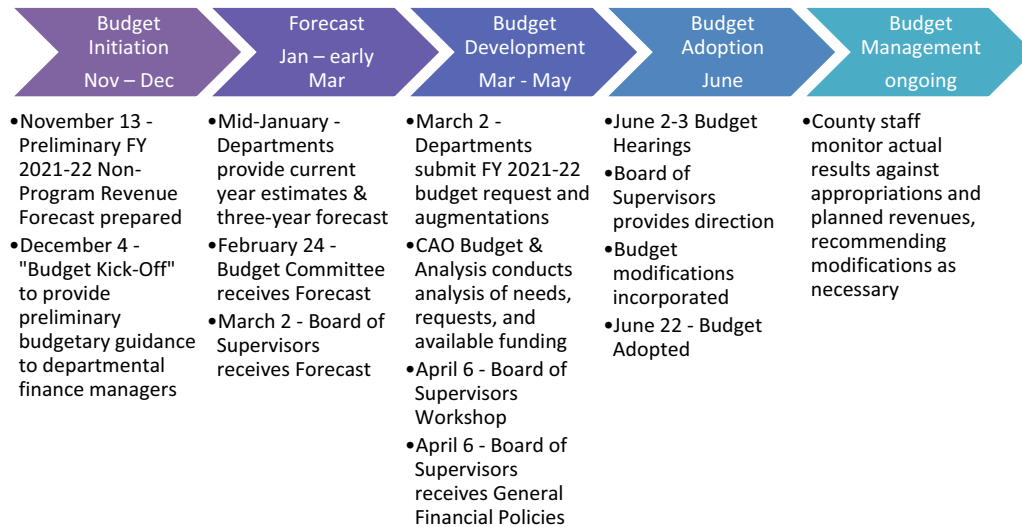 Budget
Initiation
Nov – Dec
•November 13 -
Preliminary FY
2021-22 Non-
Program Revenue
Forecast prepared
•December 4 -
"Budget Kick-Off"
to provide
preliminary
budgetary guidance
to departmental
finance managers
Forecast
Jan – early
Mar
•Mid-January -
Departments
provide current
year estimates &
three-year forecast
•February 24 -
Budget Committee
receives Forecast
•March 2 - Board of
Supervisors
receives Forecast
Budget
Development
Mar - May
•March 2 -
Departments
submit FY 2021-22
budget request and
augmentations
•CAO Budget &
Analysis conducts
analysis of needs,
requests, and
available funding
•April 6 - Board of
Supervisors
Workshop
•April 6 - Board of
Supervisors
receives General
Financial Policies
Budget
Adoption
June
•June 2-3 Budget
Hearings
•Board of
Supervisors
provides direction
•Budget
modifications
incorporated
•June 22 - Budget
Adopted
Budget
Management
ongoing
•County staff
monitor actual
results against
appropriations and
planned revenues,
recommending
modifications as
necessary